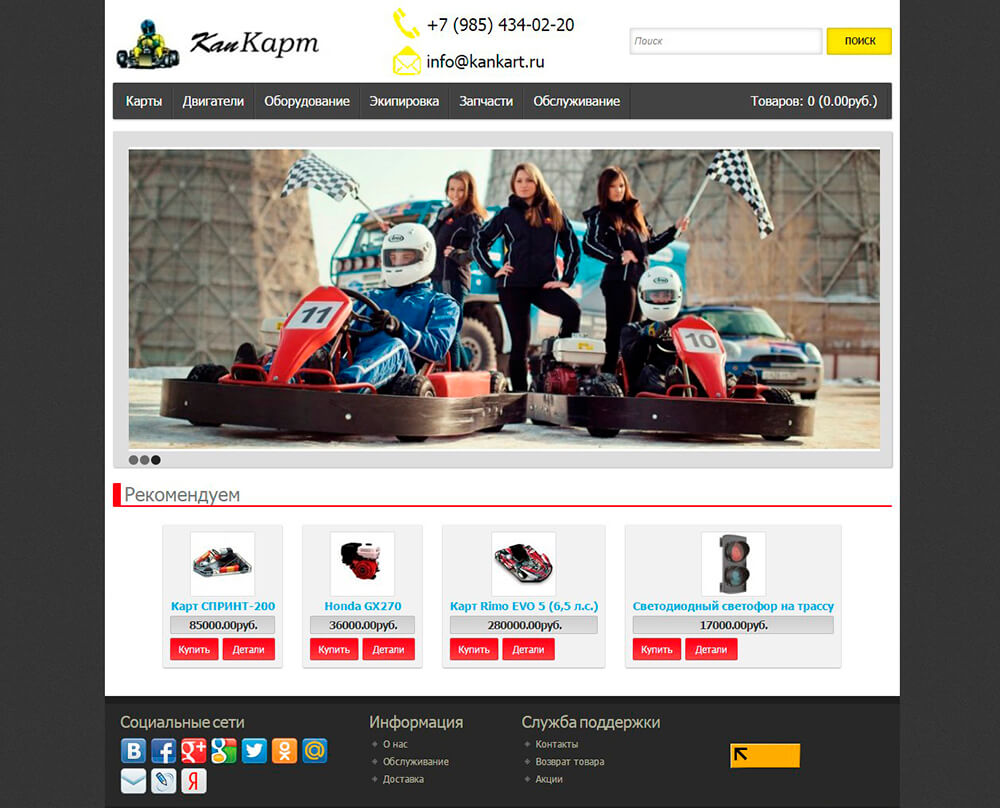 КанКарт
+7 (985) 434-02-20
info@kankart.ru
Поиск
ПОИСК
Карты
Двигатели
Оборудование
Экипировка
Запчасти
Обслуживание
Товаров: 0 (0.00руб.)
11
10
Рекомендуем
Карт СПРИНТ-200
85000.00руб.
Купить
Детали
Honda GX270
36000.00руб.
Купить
Детали
Карт Rimo EVO 5 (6,5 л.с.)
280000.00руб.
Купить
Детали
Светодиодный светофор на трассу
17000.00руб.
Купить
Детали
Социальные сети
Информация
О нас
Обслуживание
Доставка
Служба поддержки
Контакты
Возврат товара
Акции